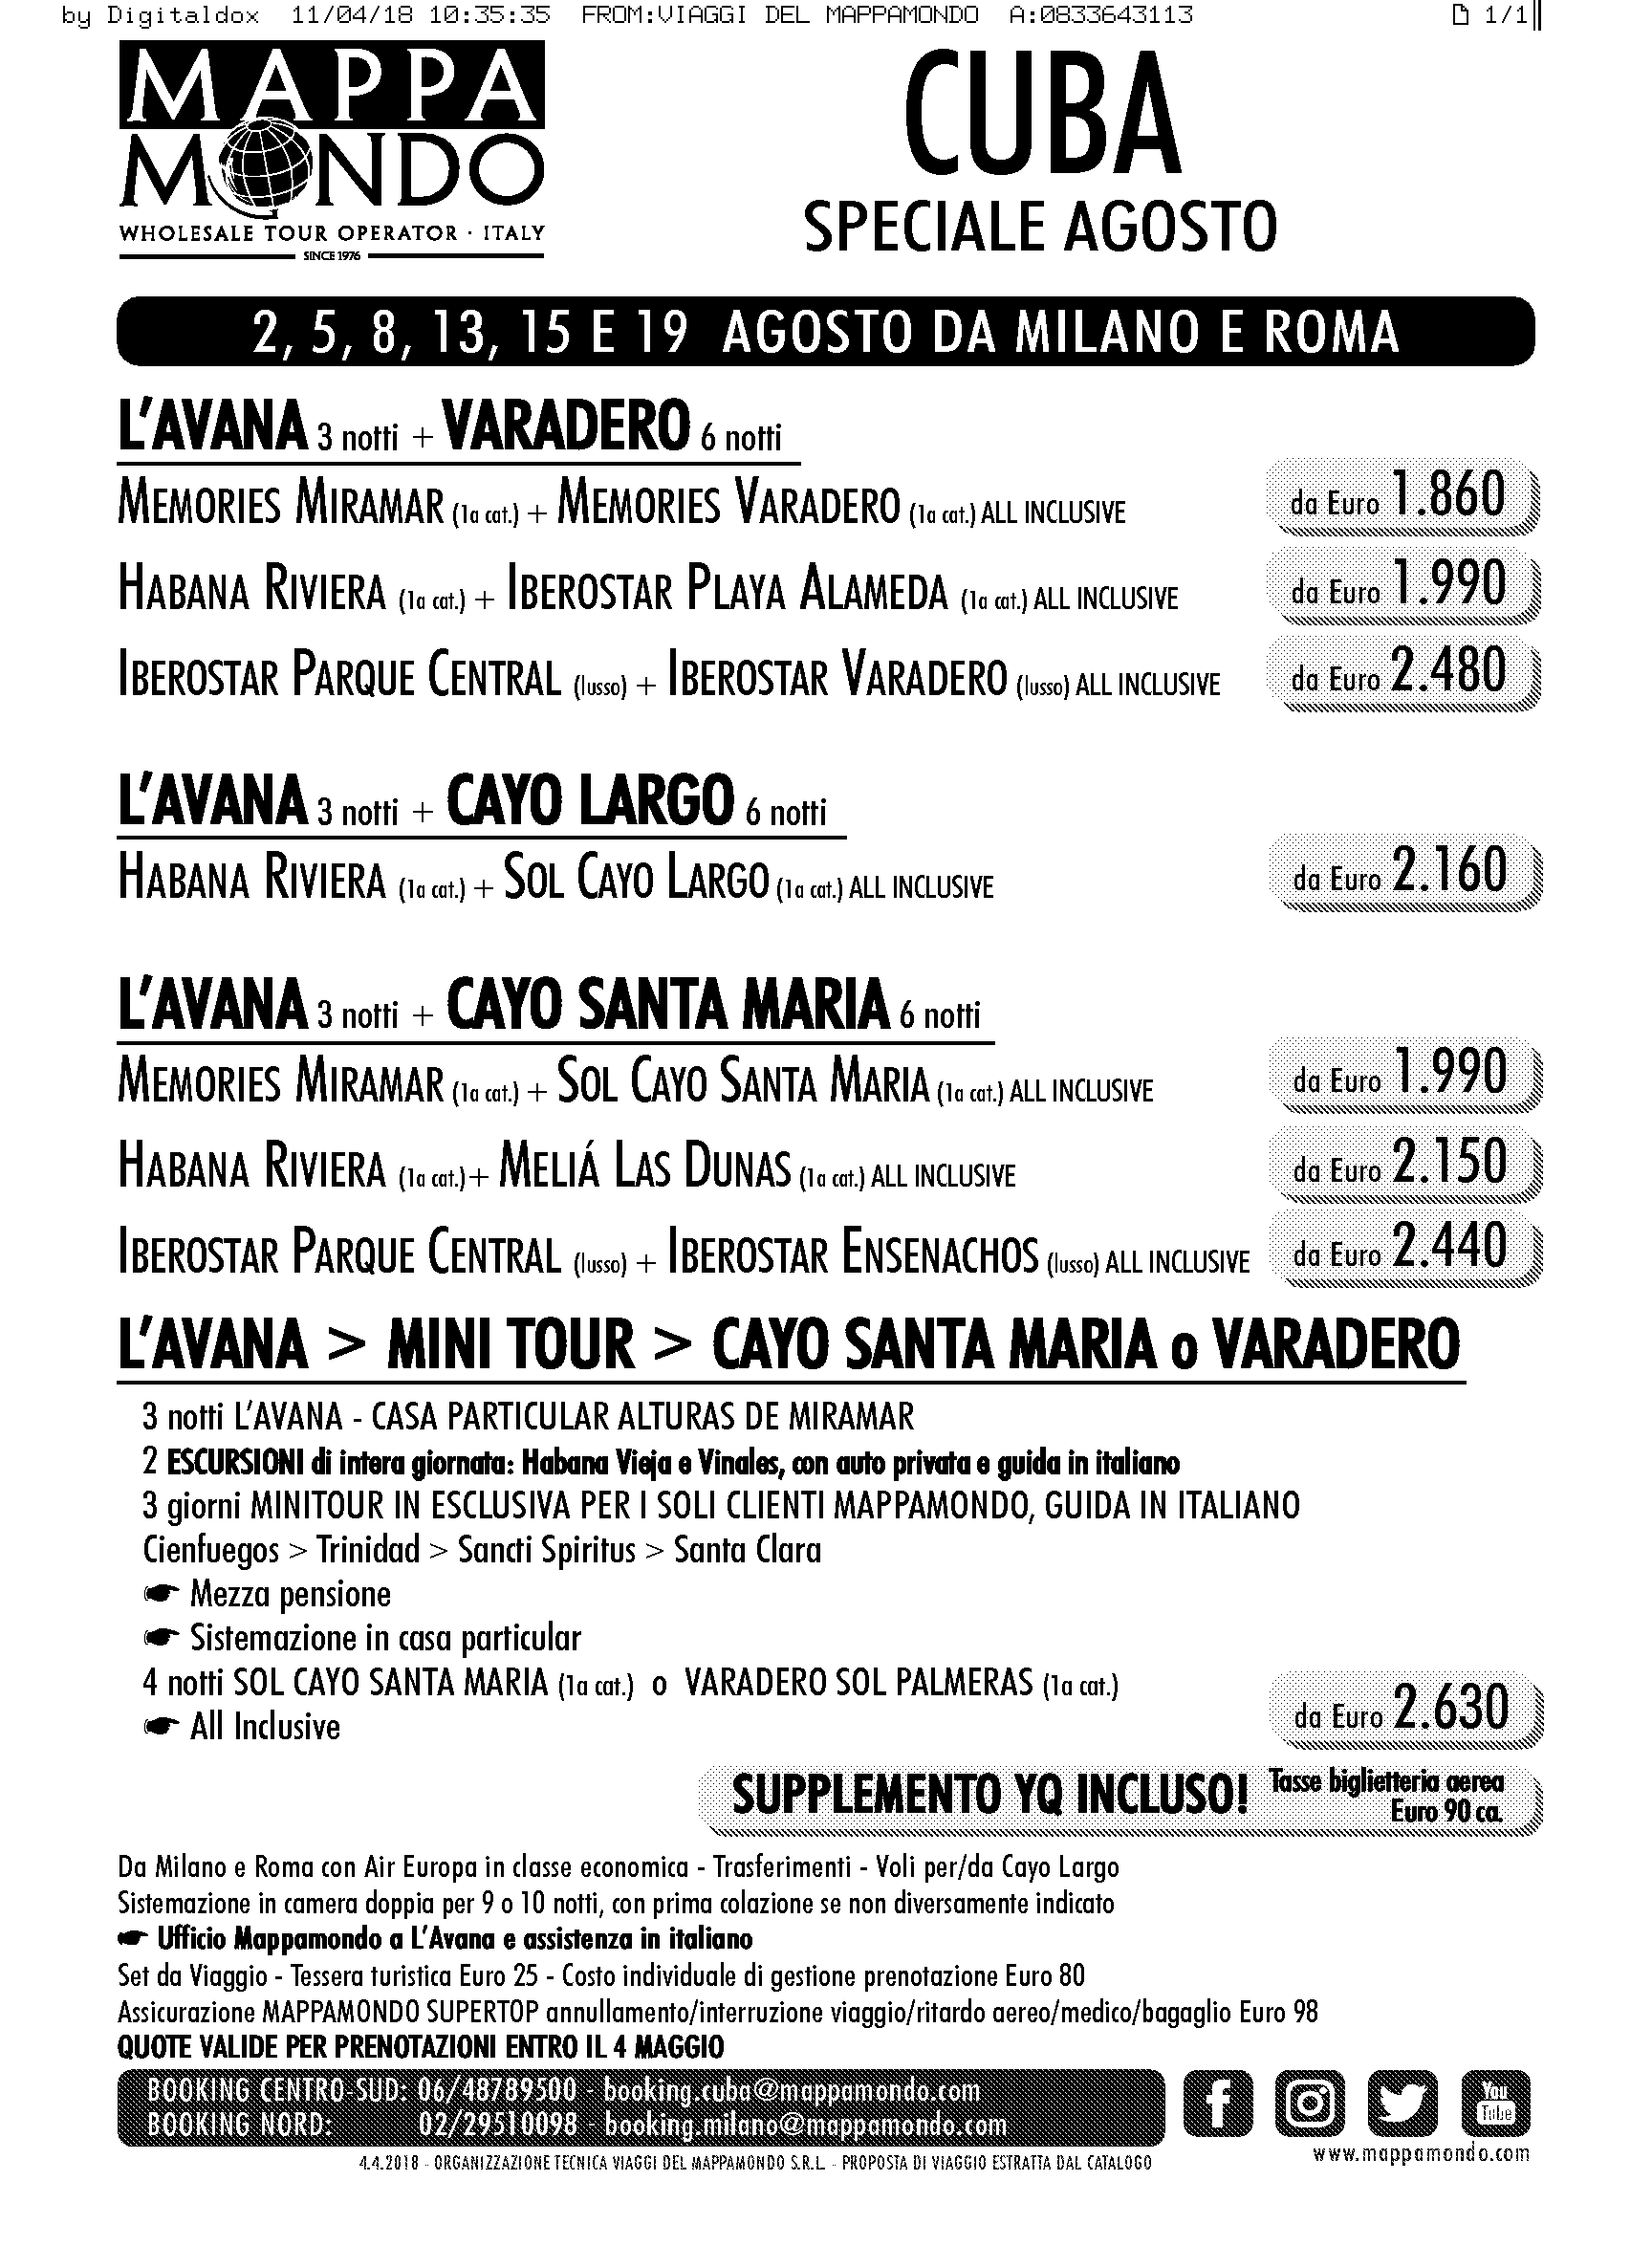 by Digitaldox 11/04/18 10:35:35 FROM:VIAGGI DEL MAPPAMONDO A:0833643113 1/1
MAPPA
MONDO
WHOLESALE TOUR OPERATOR · ITALY
SINCE 1976
CUBA
SPECIALE AGOSTO
2, 5, 8, 13, 15 E 19 AGOSTO DA MILANO E ROMA
L'AVANA 3 notti + VARADERO 6 notti
MEMORIES MIRAMAR (1a cat.) + MEMORIES VARADERO (1a cat.) ALL INCLUSIVE da Euro 1.860
HABANA RIVIERA (1a cat.) + IBEROSTAR PLAYA ALAMEDA (1a cat.) ALL INCLUSIVE da Euro 1.990
IBEROSTAR PARQUE CENTRAL (lusso) + IBEROSTAR VARADERO (lusso) ALL INCLUSIVE da Euro 2.480
L'AVANA 3 notti + CAYO LARGO 6 notti
HABANA RIVIERA (1a cat.) + SOL CAYO LARGO (1a cat.) ALL INCLUSIVE da Euro 2.160
L'AVANA 3 notti + CAYO SANTA MARIA 6 notti
MEMORIES MIRAMAR (1a cat.) + SOL CAYO SANTA MARIA (1a cat.) ALL INCLUSIVE da Euro 1.990
HABANA RIVIERA (1a cat.)+ MELIÁ LAS DUNAS (1a cat.) ALL INCLUSIVE da Euro 2.150
IBEROSTAR PARQUE CENTRAL (lusso) + IBEROSTAR ENSENACHOS (lusso) ALL INCLUSIVE da Euro 2.440
L'AVANA > MINI TOUR > CAYO SANTA MARIA o VARADERO
3 notti L'AVANA - CASA PARTICULAR ALTURAS DE MIRAMAR
2 ESCURSIONI di intera giornata: Habana Vieja e Vinales, con auto privata e guida in italiano
3 giorni MINITOUR IN ESCLUSIVA PER I SOLI CLIENTI MAPPAMONDO, GUIDA IN ITALIANO
Cienfuegos > Trinidad > Sancti Spiritus > Santa Clara
☛ Mezza pensione
☛ Sistemazione in casa particular
4 notti SOL CAYO SANTA MARIA (1a cat.) o VARADERO SOL PALMERAS (1a cat.)
☛ All Inclusive
da Euro 2.630
SUPPLEMENTO YQ INCLUSO! Tasse biglietteria aerea
Euro 90 ca.
Da Milano e Roma con Air Europa in classe economica - Trasferimenti - Voli per/da Cayo Largo
Sistemazione in camera doppia per 9 o 10 notti, con prima colazione se non diversamente indicato
☛ Ufficio Mappamondo a L'Avana e assistenza in italiano
Set da Viaggio - Tessera turistica Euro 25 - Costo individuale di gestione prenotazione Euro 80
Assicurazione MAPPAMONDO SUPERTOP annullamento/interruzione viaggio/ritardo aereo/medico/bagaglio Euro 98
QUOTE VALIDE PER PRENOTAZIONI ENTRO IL 4 MAGGIO
BOOKING CENTRO-SUD: 06/48789500 - booking.cuba@mappamondo.com
BOOKING NORD: 02/29510098 - booking.milano@mappamondo.com
You
Tube
www.mappamondo.com
4.4.2018 - ORGANIZZAZIONE TECNICA VIAGGI DEL MAPPAMONDO S.R.L. - PROPOSTA DI VIAGGIO ESTRATTA DAL CATALOGO